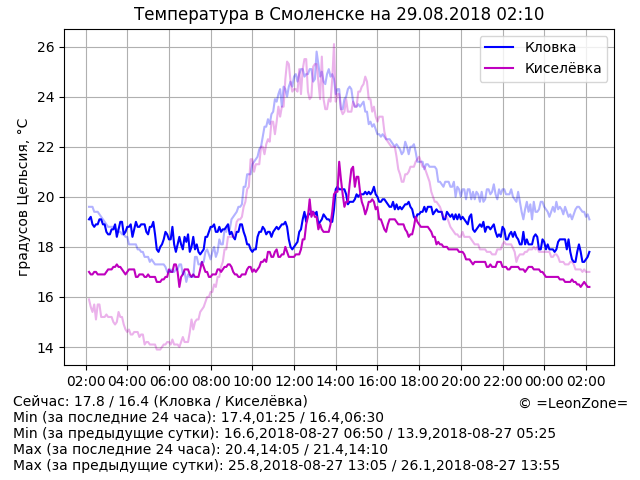 Температура в Смоленске на 29.08.2018 02:10
Кловка
Киселёвка
градусов Цельсия, °C
26
24
22
20
18
16
14
02:00 04:00 06:00 08:00 10:00 12:00 14:00 16:00 18:00 20:00 22:00 00:00 02:00
Сейчас: 17.8 / 16.4 (Кловка / Киселёвка)
© =LeonZone=
Min (за последние 24 часа): 17.4,01:25 / 16.4,06:30
Min (за предыдущие сутки): 16.6,2018-08-27 06:50 / 13.9,2018-08-27 05:25
Max (за последние 24 часа): 20.4,14:05 / 21.4,14:10
Max (за предыдущие сутки): 25.8,2018-08-27 13:05 / 26.1,2018-08-27 13:55